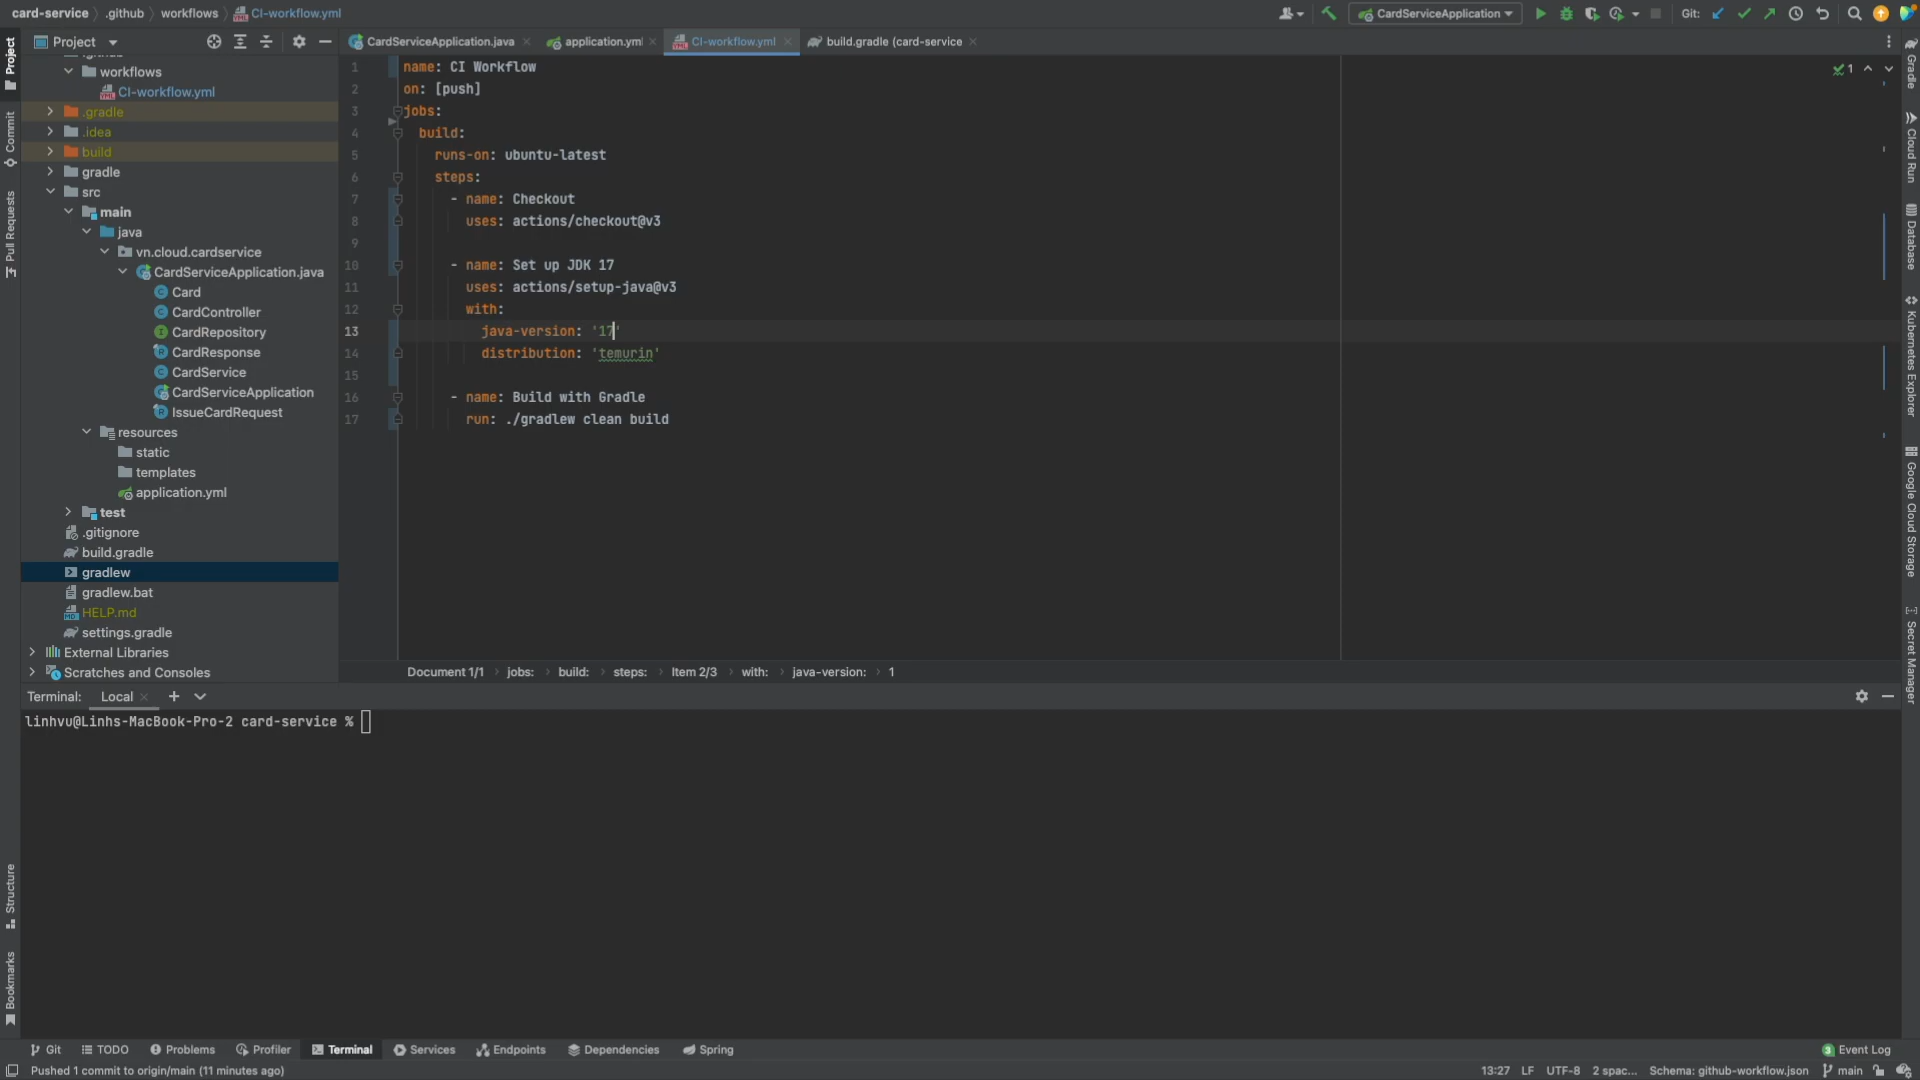 card-service > .github > workflows > CI-workflow.yml
CardServiceApplication
Git:
Project
CardServiceApplication.java
application.yml
CI-workflow.yml
build.gradle (card-service
workflows
CI-workflow.yml
.gradle
.idea
build
gradle
src
main
java
vn.cloud.cardservice
CardServiceApplication.java
Card
CardController
CardRepository
CardResponse
CardService
CardServiceApplication
IssueCardRequest
resources
static
templates
application.yml
test
.gitignore
build.gradle
gradlew
gradlew.bat
HELP.md
settings.gradle
External Libraries
Scratches and Consoles
1 name: CI Workflow
2 on: [push]
3 jobs:
4 build:
5 runs-on: ubuntu-latest
6 steps:
7 - name: Checkout
8 uses: actions/checkout@v3
9
10 - name: Set up JDK 17
11 uses: actions/setup-java@v3
12 with:
13 java-version: '17'
14 distribution: 'temurin'
15
16 - name: Build with Gradle
17 run: ./gradlew clean build
1
Document 1/1 > jobs: > build: > steps: > Item 2/3 > with: > java-version: > 1
Project
Commit
Pull Requests
Structure
Bookmarks
Gradle
Cloud Run
Database
Kubernetes Explorer
Google Cloud Storage
Secret Manager
Terminal: Local
linhvu@Linhs-MacBook-Pro-2 card-service %
Git TODO Problems Profiler Terminal Services Endpoints Dependencies Spring
3 Event Log
Pushed 1 commit to origin/main (11 minutes ago)
13:27 LF UTF-8 2 spac... Schema: github-workflow.json main